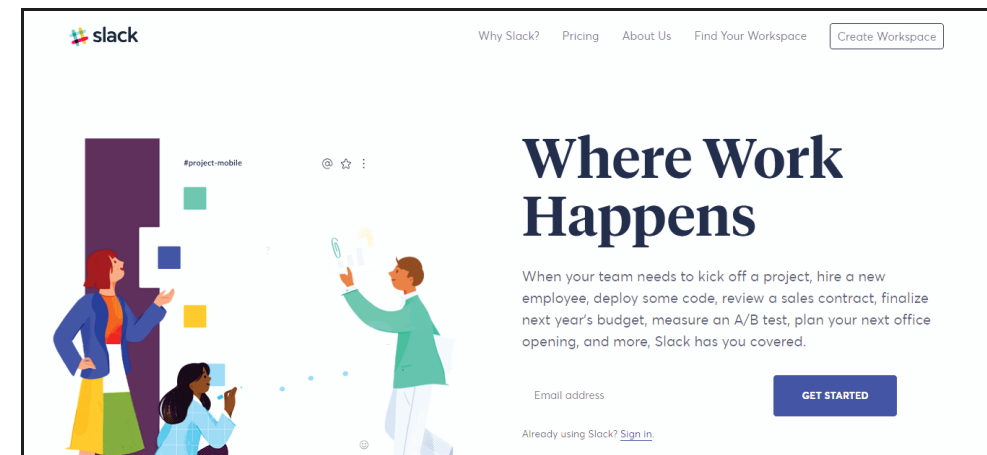 slack
Why Slack? Pricing About Us Find Your Workspace Create Workspace
#project-mobile
Where Work
Happens
When your team needs to kick off a project, hire a new
employee, deploy some code, review a sales contract, finalize
next year's budget, measure an A/B test, plan your next office
opening, and more, Slack has you covered.
Email address
GET STARTED
Already using Slack? Sign in.